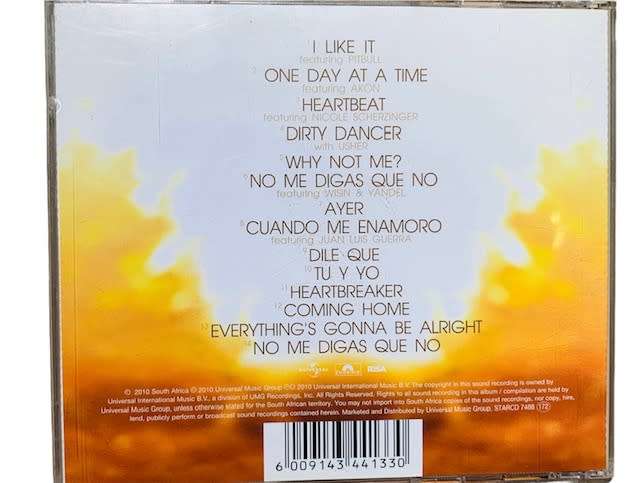 I LIKE IT
featuring PITBULL
ONE DAY AT A TIME
featuring AKON
HEARTBEAT
featuring NICOLE SCHERZINGER
DIRTY DANCER
with USHER
5 WHY NOT ME?
6 NO ME DIGAS QUE NO
featuring WISIN & YANDEL
7 AYER
8 CUANDO ME ENAMORO
featuring JUAN LUIS GUERRA
9 DILE QUE
10 TU Y YO
11 HEARTBREAKER
12 COMING HOME
13 EVERYTHING'S GONNA BE ALRIGHT
14 NO ME DIGAS QUE NO
UNIVERSAL RiSA
℗ 2010 South Africa © 2010 Universal Music Group ℗© 2010 Universal International Music B.V. The copyright in this sound recording is owned by
Universal International Music B.V., a division of UMG Recordings, Inc. All Rights Reserved. Rights to all sound recording in this album / compilation are held by
Universal Music Group, unless otherwise stated for the South African territory. You may not import into South Africa copies of the sound recordings, nor copy, hire,
lend, publicly perform or broadcast sound recordings contained herein. Marketed and Distributed by Universal Music Group, STARCD 7486 172
6 009143 441330